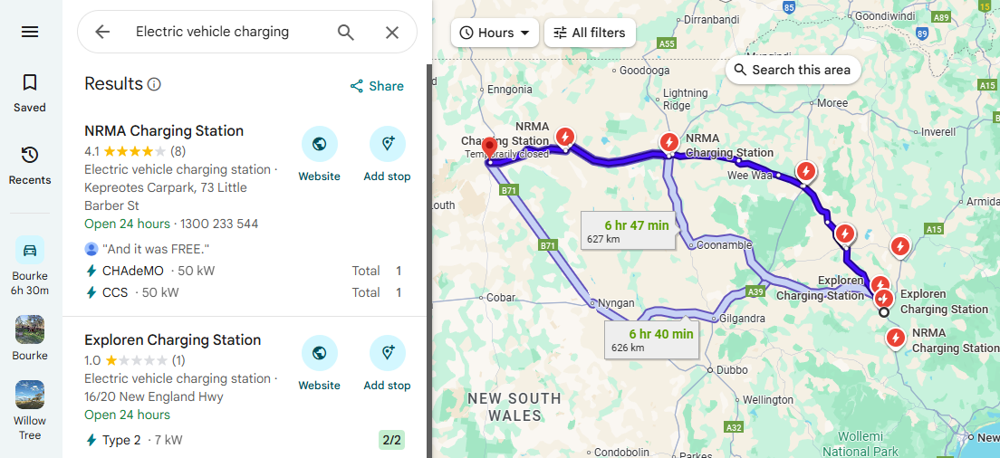 Saved
Recents
Bourke
6h 30m
Bourke
Willow
Tree
Electric vehicle charging
Results
Share
NRMA Charging Station
4.1 (8)
Electric vehicle charging station ·
Kepreotes Carpark, 73 Little
Barber St
Open 24 hours · 1300 233 544
"And it was FREE."
CHAdeMO · 50 kW Total 1
CCS · 50 kW Total 1
Website
Add stop
Exploren Charging Station
1.0 (1)
Electric vehicle charging station ·
16/20 New England Hwy
Open 24 hours
Type 2 · 7 kW 2/2
Website
Add stop
Hours
All filters
Search this area
Dirranbandi
85
Goondiwindi
A89
15
89
A55
Goodooga
Enngonia
Lightning
Ridge
Moree
A15
Inverell
NRMA
Charging Station
Temporarily closed
NRMA
Charging Station
Wee Waa
B71
outh
Armida
6 hr 47 min
627 km
A15
B71
Coonamble
Exploren
Charging Station
A39
Exploren
Charging Station
Cobar
Nyngan
Gilgandra
6 hr 40 min
626 km
NRMA
Charging Station
Dubbo
NEW SOUTH
WALES
Wellington
A32
Wollemi
National Park
New
Condobolin
Parkes